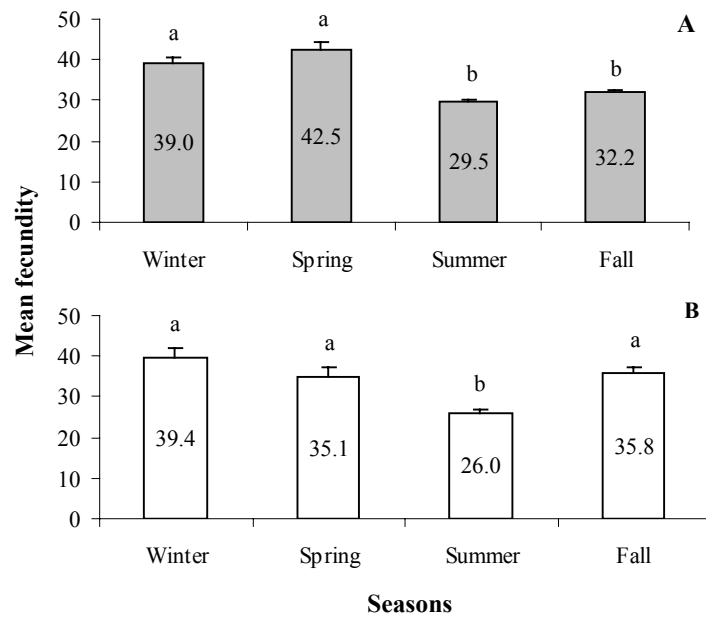 A
50
a
a
40
b
b
30
20
39.0
42.5
29.5
32.2
10
0
Winter
Spring
Summer
Fall
Mean fecundity
B
50
a
a
a
40
b
30
20
39.4
35.1
26.0
35.8
10
0
Winter
Spring
Summer
Fall
Seasons